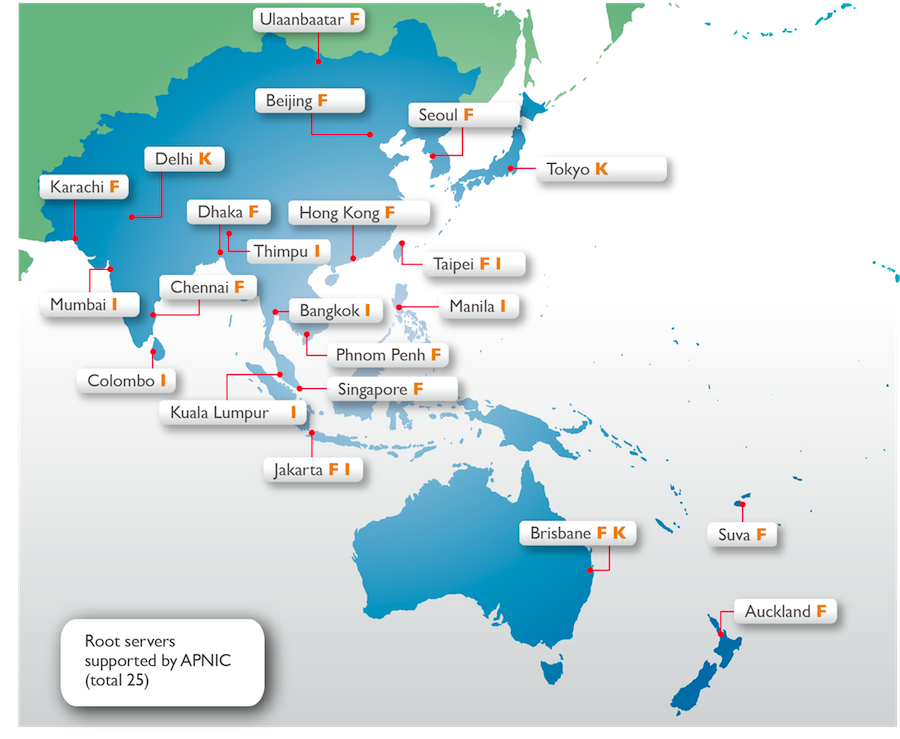 Ulaanbaatar F
Beijing F
Seoul F
Delhi K
Tokyo K
Karachi F
Dhaka F
Hong Kong F
Thimpu I
Taipei F I
Chennai F
Mumbai I
Bangkok I
Manila I
Phnom Penh F
Colombo I
Singapore F
Kuala Lumpur I
Jakarta F I
Brisbane F K
Suva F
Auckland F
Root servers
supported by APNIC
(total 25)